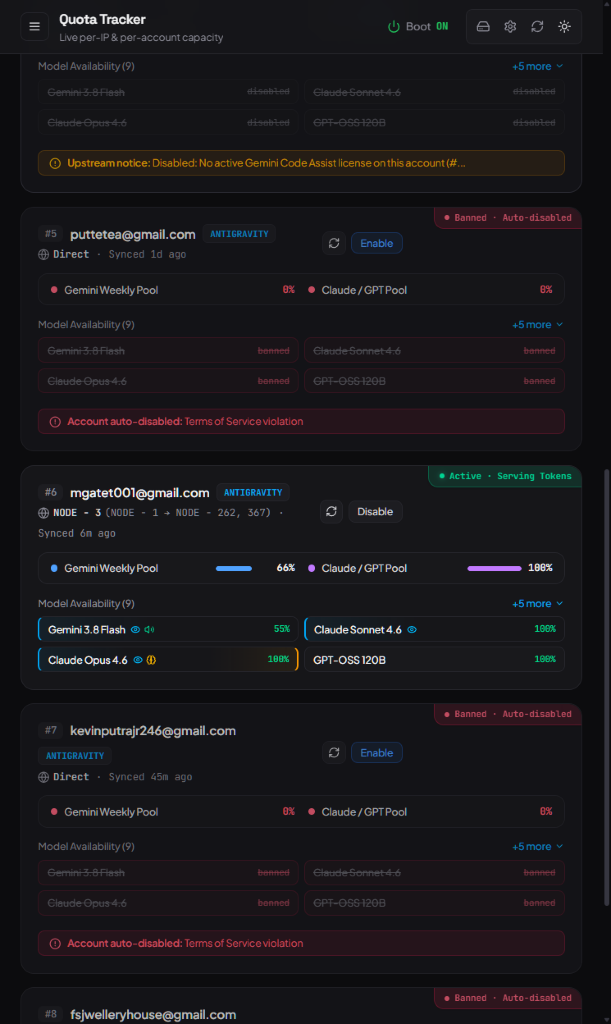 Quota Tracker
Live per-IP & per-account capacity
Boot ON
Model Availability (9)
+5 more
Gemini 3.8 Flash disabled
Claude Sonnet 4.6 disabled
Claude Opus 4.6 disabled
GPT-OSS 120B disabled
Upstream notice: Disabled: No active Gemini Code Assist license on this account (#...
Banned · Auto-disabled
#5 puttetea@gmail.com ANTIGRAVITY
Enable
Direct · Synced 1d ago
Gemini Weekly Pool 0%
Claude / GPT Pool 0%
Model Availability (9)
+5 more
Gemini 3.8 Flash banned
Claude Sonnet 4.6 banned
Claude Opus 4.6 banned
GPT-OSS 120B banned
Account auto-disabled: Terms of Service violation
Active · Serving Tokens
#6 mgatet001@gmail.com ANTIGRAVITY
NODE - 3 (NODE - 1 → NODE - 262, 367) ·
Synced 6m ago
Disable
Gemini Weekly Pool 66%
Claude / GPT Pool 100%
Model Availability (9)
+5 more
Gemini 3.8 Flash 55%
Claude Sonnet 4.6 100%
Claude Opus 4.6 100%
GPT-OSS 120B 100%
Banned · Auto-disabled
#7 kevinputrajr246@gmail.com
ANTIGRAVITY
Enable
Direct · Synced 45m ago
Gemini Weekly Pool 0%
Claude / GPT Pool 0%
Model Availability (9)
+5 more
Gemini 3.8 Flash banned
Claude Sonnet 4.6 banned
Claude Opus 4.6 banned
GPT-OSS 120B banned
Account auto-disabled: Terms of Service violation
Banned · Auto-disabled
#8 fsjwelleryhouse@gmail.com